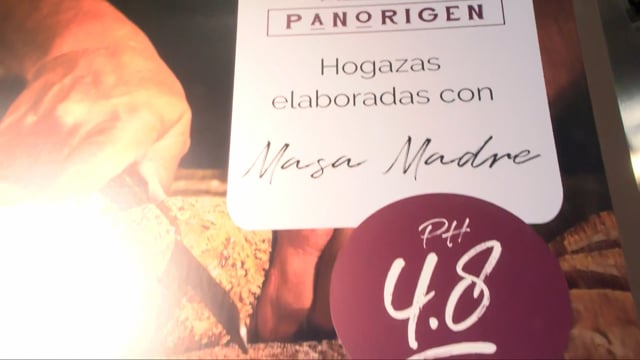 PANORIGEN
Hogazas
elaboradas con
Masa Madre
PH
4.8